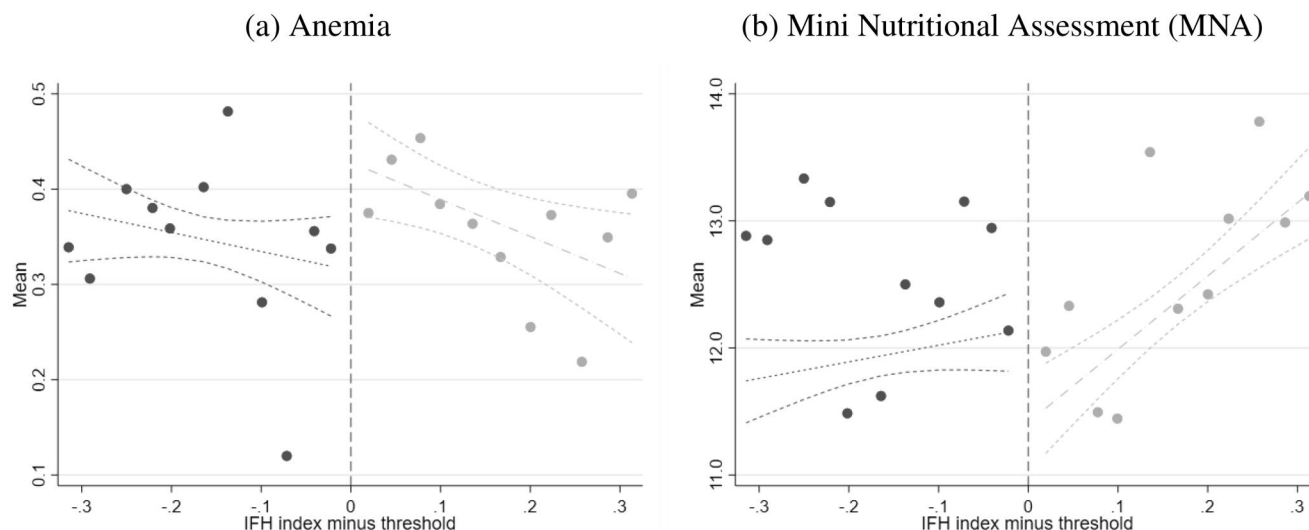 (a) Anemia
0.5
0.4
0.3
0.2
0.1
Mean
-.3 -.2 -.1 0 .1 .2 .3
IFH index minus threshold
(b) Mini Nutritional Assessment (MNA)
14.0
13.0
12.0
11.0
Mean
-.3 -.2 -.1 0 .1 .2 .3
IFH index minus threshold